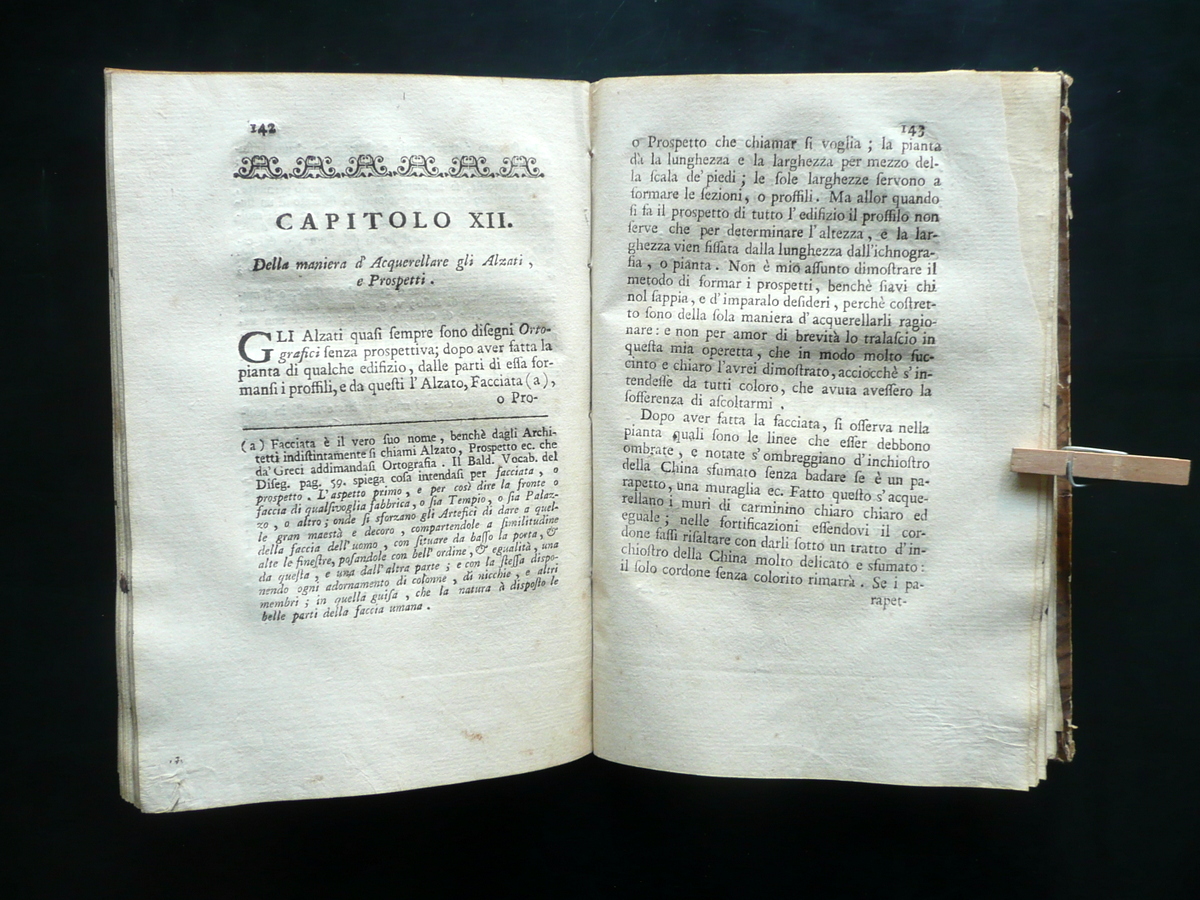 142
CAPITOLO XII.
Della maniera d' Acquerellare gli Alzati ,
e Prospetti .
GLI Alzati quaſi ſempre ſono diſegni Orto-
grafici ſenza proſpettiva; dopo aver fatta la
pianta di qualche edifizio, dalle parti di eſſa for-
manſi i proffili, e da queſti l' Alzato, Facciata (a),
o Pro-
(a) Facciata è il vero ſuo nome, benchè dagli Archi-
tetti indiſtintamente ſi chiami Alzato, Proſpetto ec. che
da' Greci addimandaſi Ortografia . Il Bald. Vocab. del
Diſeg. pag. 59. spiega coſa intendaſi per facciata, o
proſpetto . L'aſpetto primo, e per così dire la fronte o
faccia di qualſivoglia fabbrica, o ſia Tempio, o ſia Palaz-
zo, o altro; onde ſi sforzano gli Artefici di dare a quel-
le gran maeſtà e decoro, compartendole a ſimilitudine
della faccia dell'uomo, con ſituare da baſſo la porta, &
alte le fineſtre, poſandole con bell'ordine, & egualità, una
da queſta, e una dall'altra parte; e con la ſteſſa diſpo-
nendo ogni adornamento di colonne, di nicchie, e altri
membri; in quella guiſa, che la natura à diſpoſto le
belle parti della faccia umana .
143
o Proſpetto che chiamar ſi voglia ; la pianta
dà la lunghezza e la larghezza per mezzo del-
la ſcala de'piedi ; le ſole larghezze ſervono a
formare le ſezioni, o proffili. Ma allor quando
ſi fa il proſpetto di tutto l'edifizio il proffilo non
ſerve che per determinare l'altezza, e la lar-
ghezza vien fiſſata dalla lunghezza dall'ichnogra-
fia, o pianta . Non è mio aſſunto dimoſtrare il
metodo di formar i proſpetti, benchè ſiavi chi
nol ſappia, e d'imparalo deſideri, perchè coſtret-
to ſono della ſola maniera d'acquerellarli ragio-
nare: e non per amor di brevità lo tralaſcio in
queſta mia operetta, che in modo molto ſuc-
cinto e chiaro l'avrei dimoſtrato, acciocchè s'in-
tendeſſe da tutti coloro, che avuta aveſſero la
ſofferenza di aſcoltarmi .
Dopo aver fatta la facciata, ſi oſſerva nella
pianta quali ſono le linee che eſſer debbono
ombrate, e notate s'ombreggiano d'inchioſtro
della China sfumato ſenza badare ſe è un pa-
rapetto, una muraglia ec. Fatto queſto s'acque-
rellano i muri di carminino chiaro chiaro ed
eguale; nelle fortificazioni eſſendovi il cor-
done faſſi riſaltare con darli ſotto un tratto d'in-
chioſtro della China molto delicato e sfumato:
il ſolo cordone ſenza colorito rimarrà . Se i pa-
rapet-